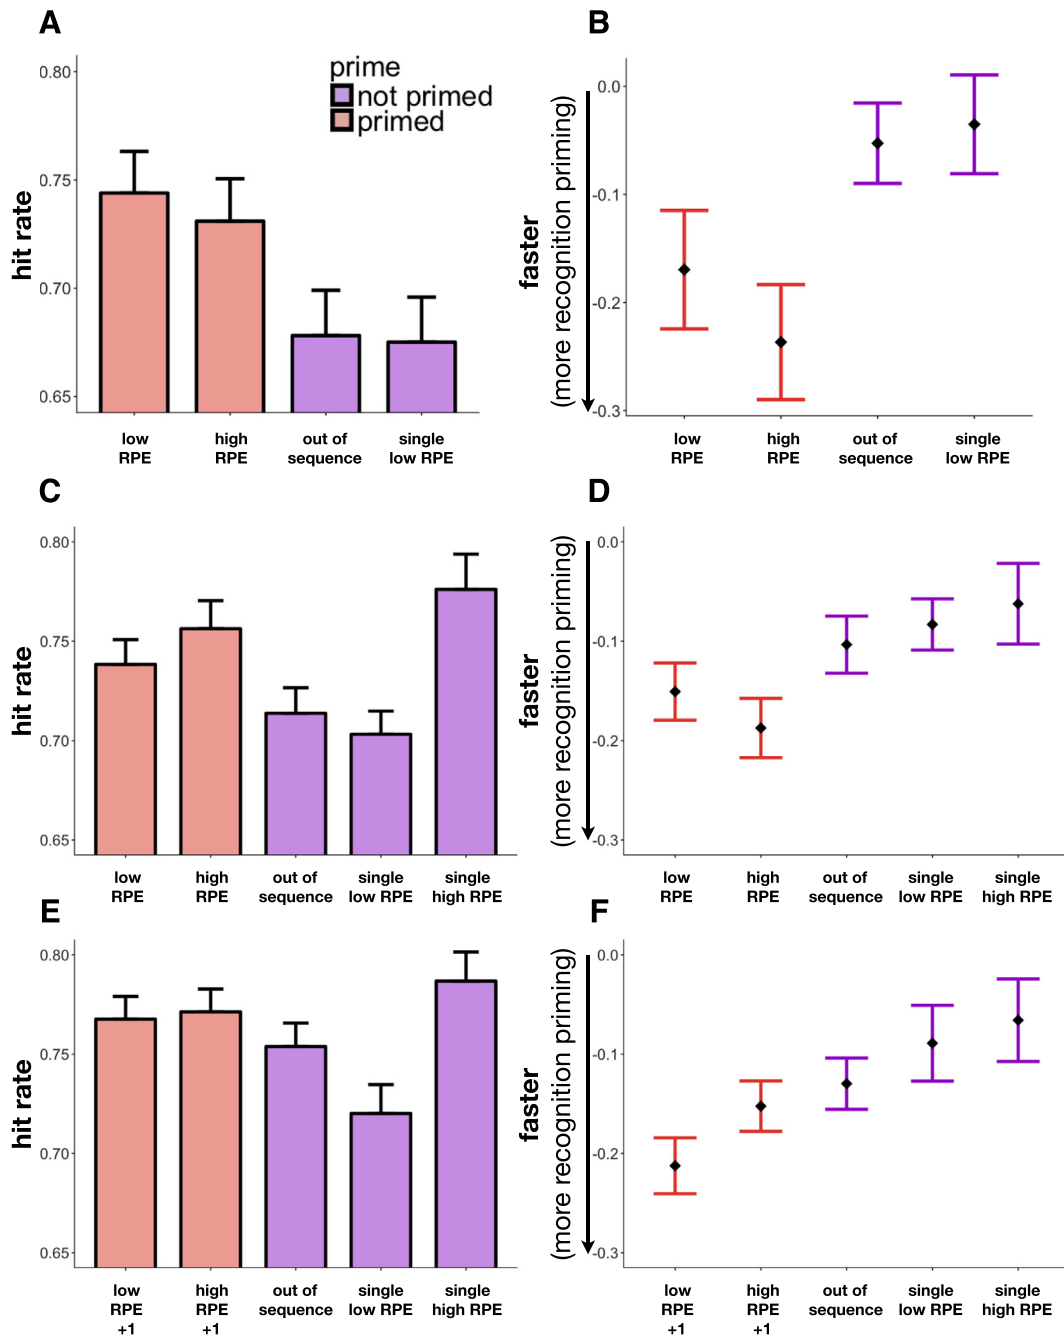 A
hit rate
0.80
0.75
0.70
0.65
prime
not primed
primed
low
RPE
high
RPE
out of
sequence
single
low RPE
B
faster
(more recognition priming)
0.0
-0.1
-0.2
-0.3
low
RPE
high
RPE
out of
sequence
single
low RPE
C
hit rate
0.80
0.75
0.70
0.65
low
RPE
high
RPE
out of
sequence
single
low RPE
single
high RPE
D
faster
(more recognition priming)
0.0
-0.1
-0.2
-0.3
low
RPE
high
RPE
out of
sequence
single
low RPE
single
high RPE
E
hit rate
0.80
0.75
0.70
0.65
low
RPE
+1
high
RPE
+1
out of
sequence
single
low RPE
single
high RPE
F
faster
(more recognition priming)
0.0
-0.1
-0.2
-0.3
low
RPE
+1
high
RPE
+1
out of
sequence
single
low RPE
single
high RPE